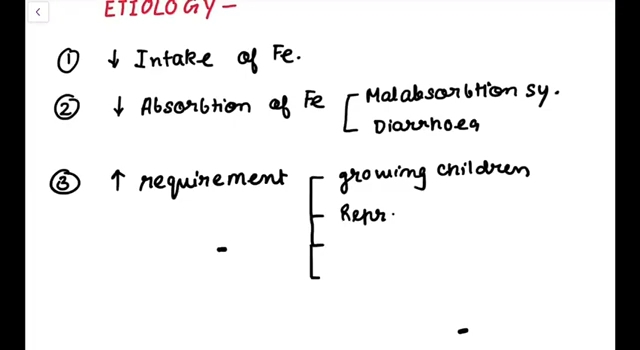 ETIOLOGY -
① ↓ Intake of Fe.
② ↓ Absorbtion of Fe
Malabsorbtion sy.
Diarrhoea
③ ↑ requirement
growing children
Repr.